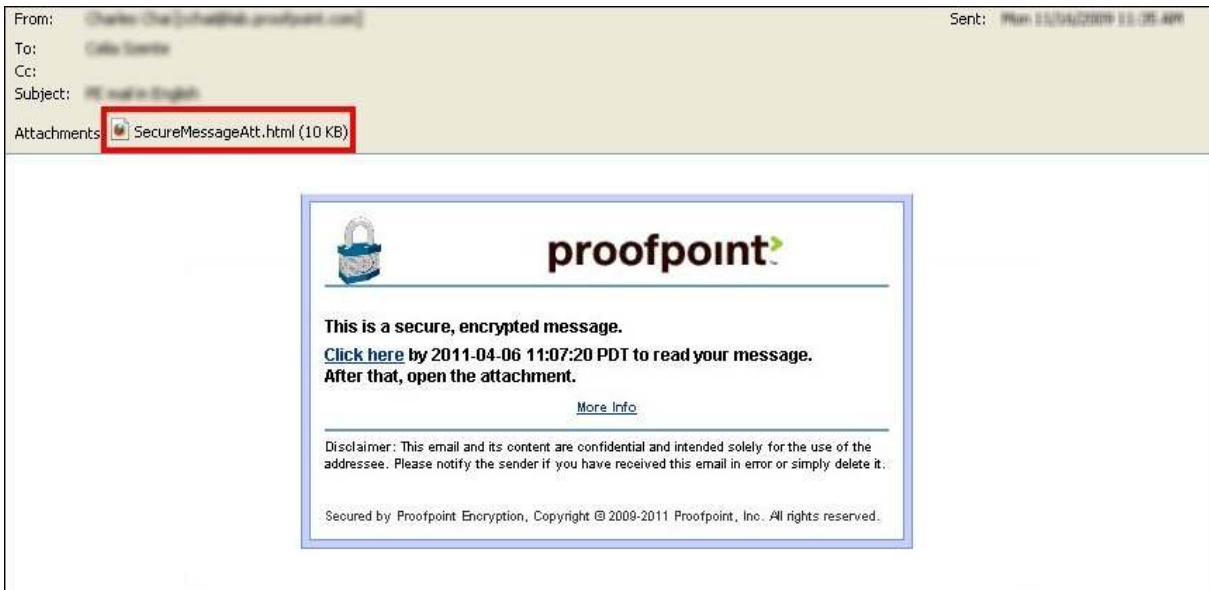 From:
Sent:
To:
Cc:
Subject:
Attachments SecureMessageAtt.html (10 KB)
proofpoint
This is a secure, encrypted message.
Click here by 2011-04-06 11:07:20 PDT to read your message.
After that, open the attachment.
More Info
Disclaimer: This email and its content are confidential and intended solely for the use of the
addressee. Please notify the sender if you have received this email in error or simply delete it.
Secured by Proofpoint Encryption, Copyright © 2009-2011 Proofpoint, Inc. All rights reserved.